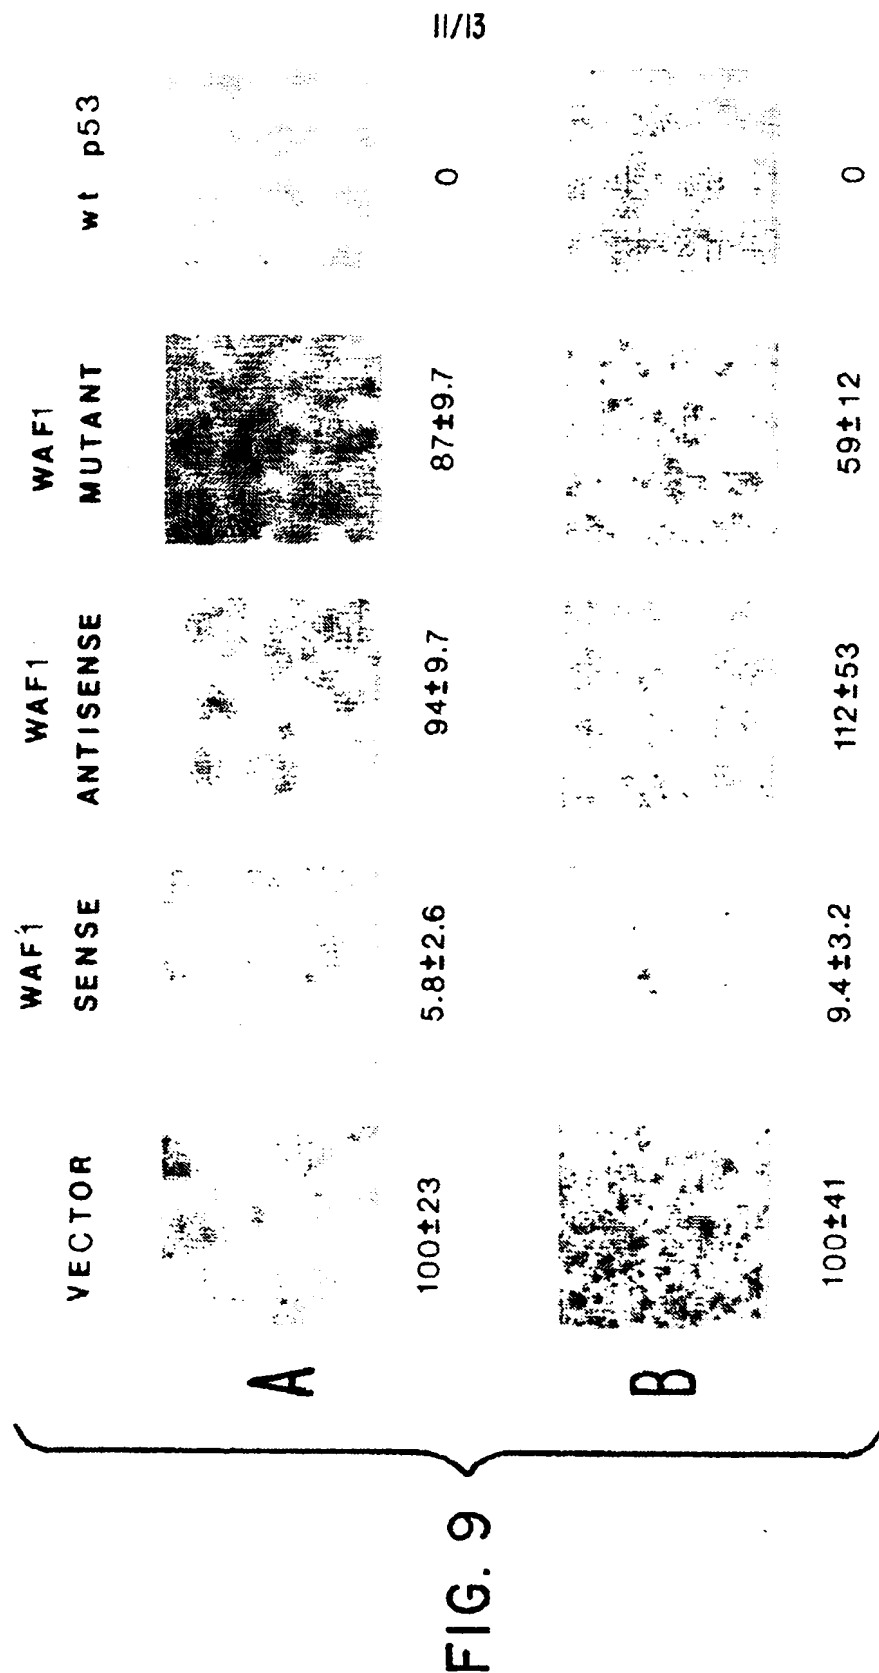 11/13
VECTOR
WAF1
SENSE
WAF1
ANTISENSE
WAF1
MUTANT
wt p53
A
100±23
5.8±2.6
94±9.7
87±9.7
0
B
100±41
9.4±3.2
112±53
59±12
0
FIG. 9